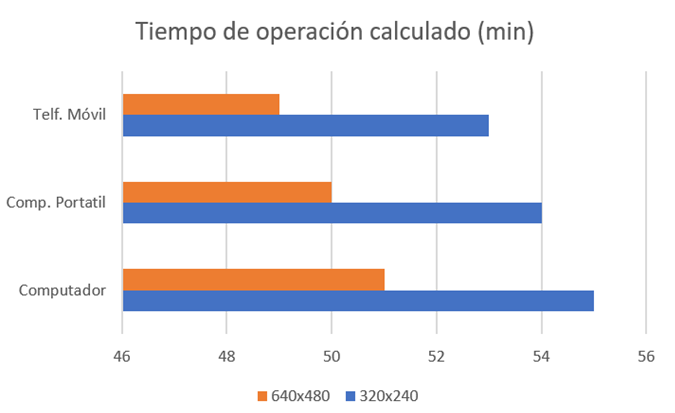 Tiempo de operación calculado (min)
Telf. Móvil
Comp. Portatil
Computador
46 48 50 52 54 56
640x480 320x240